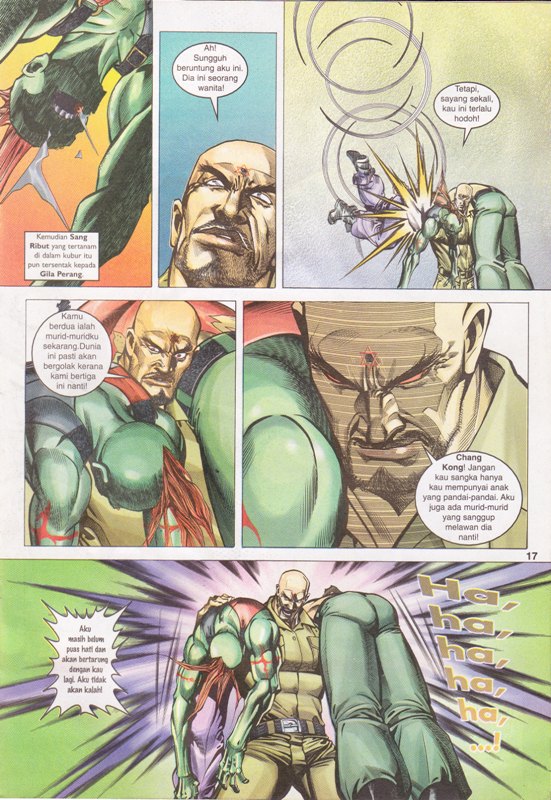 Kemudian Sang
Ribut yang tertanam
di dalam kubur itu
pun tersentak kepada
Gila Perang.
Ah!
Sungguh
beruntung aku ini.
Dia ini seorang
wanita!
Tetapi,
sayang sekali,
kau ini terlalu
hodoh!
Kamu
berdua ialah
murid-muridku
sekarang.Dunia
ini pasti akan
bergolak kerana
kami bertiga
ini nanti!
Chang
Kong! Jangan
kau sangka hanya
kau mempunyai anak
yang pandai-pandai. Aku
juga ada murid-murid
yang sanggup
melawan dia
nanti!
17
Aku
masih belum
puas hati dan
akan bertarung
dengan kau
lagi. Aku tidak
akan kalah!
Ha,
ha,
ha,
ha,
ha,
...!